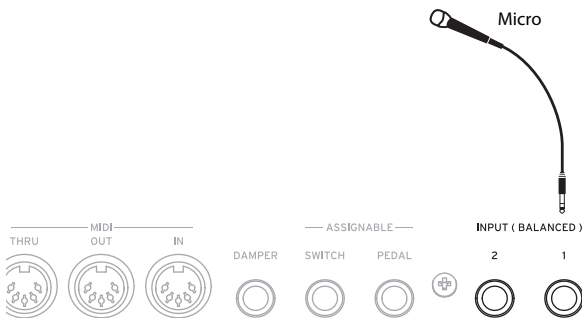 Micro
MIDI
THRU OUT IN
DAMPER
ASSIGNABLE
SWITCH PEDAL
INPUT ( BALANCED )
2 1